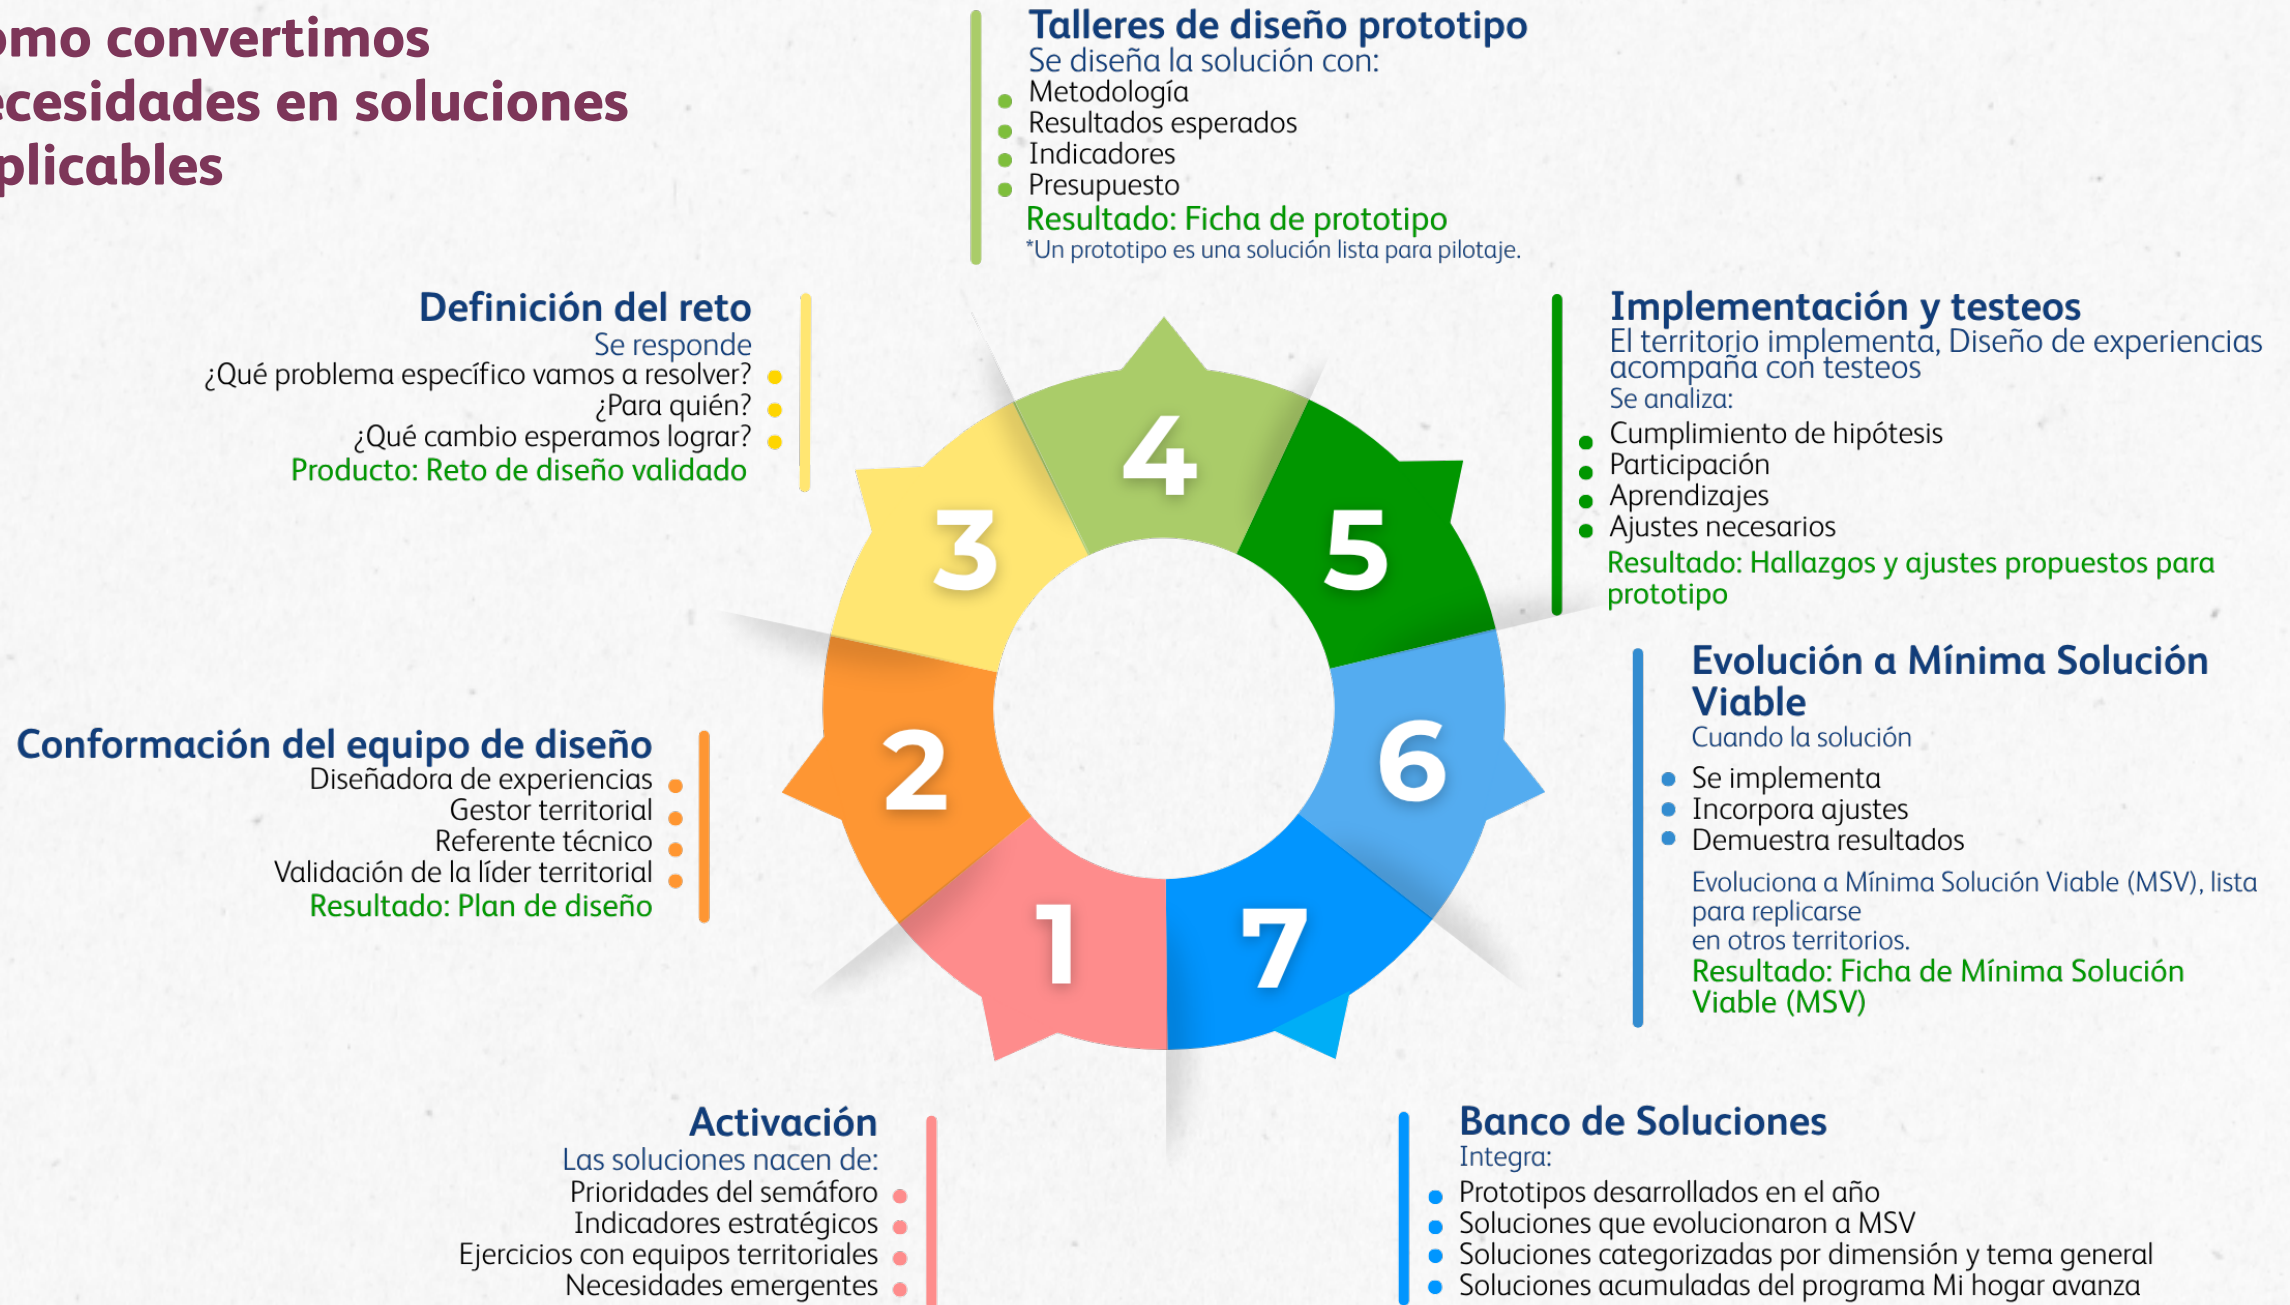 omo convertimos
ecesidades en soluciones
plicables
Talleres de diseño prototipo
Se diseña la solución con:
Metodología
Resultados esperados
Indicadores
Presupuesto
Resultado: Ficha de prototipo
*Un prototipo es una solución lista para pilotaje.
Definición del reto
Se responde
¿Qué problema específico vamos a resolver?
¿Para quién?
¿Qué cambio esperamos lograr?
Producto: Reto de diseño validado
Implementación y testeos
El territorio implementa, Diseño de experiencias
acompaña con testeos
Se analiza:
Cumplimiento de hipótesis
Participación
Aprendizajes
Ajustes necesarios
Resultado: Hallazgos y ajustes propuestos para
prototipo
4
3
5
2
6
1
7
Conformación del equipo de diseño
Diseñadora de experiencias
Gestor territorial
Referente técnico
Validación de la líder territorial
Resultado: Plan de diseño
Evolución a Mínima Solución
Viable
Cuando la solución
Se implementa
Incorpora ajustes
Demuestra resultados
Evoluciona a Mínima Solución Viable (MSV), lista
para replicarse
en otros territorios.
Resultado: Ficha de Mínima Solución
Viable (MSV)
Activación
Las soluciones nacen de:
Prioridades del semáforo
Indicadores estratégicos
Ejercicios con equipos territoriales
Necesidades emergentes
Banco de Soluciones
Integra:
Prototipos desarrollados en el año
Soluciones que evolucionaron a MSV
Soluciones categorizadas por dimensión y tema general
Soluciones acumuladas del programa Mi hogar avanza